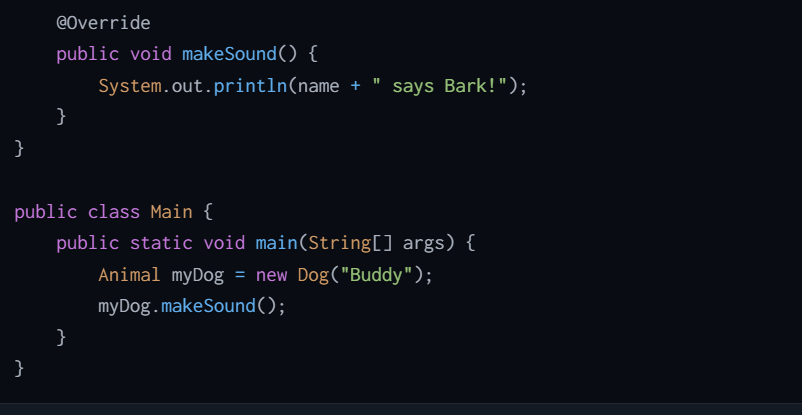 @Override
    public void makeSound() {
        System.out.println(name + " says Bark!");
    }
}

public class Main {
    public static void main(String[] args) {
        Animal myDog = new Dog("Buddy");
        myDog.makeSound();
    }
}